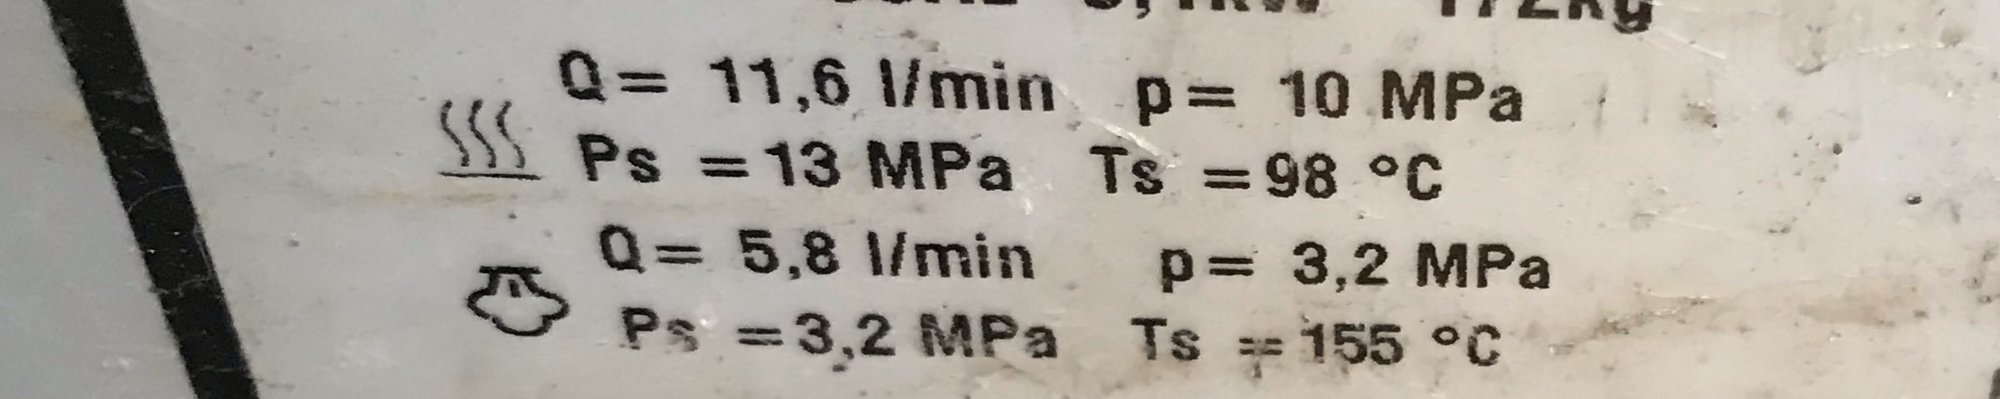 Q= 11,6 l/min p= 10 MPa
Ps =13 MPa Ts =98 °C
Q= 5,8 l/min p= 3,2 MPa
Ps =3,2 MPa Ts =155 °C